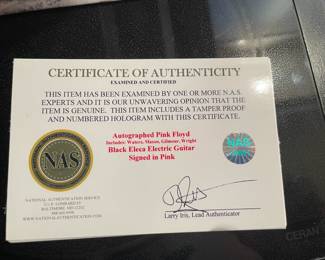 CERTIFICATE OF AUTHENTICITY
EXAMINED AND CERTIFIED
THIS ITEM HAS BEEN EXAMINED BY ONE OR MORE N.A.S.
EXPERTS AND IT IS OUR UNWAVERING OPINION THAT THE
ITEM IS GENUINE. THIS ITEM INCLUDES A TAMPER PROOF
AND NUMBERED HOLOGRAM WITH THIS CERTIFICATE.
Autographed Pink Floyd
Includes: Waters, Mason, Gilmour, Wright
Black Eleca Electric Guitar
Signed in Pink
NAS
NATIONAL AUTHENTICATION SERVICE
BALTIMORE MD 21202
WWW.NATIONALAUTHENTICATION.COM
Larry Iris, Lead Authenticator
CERAN